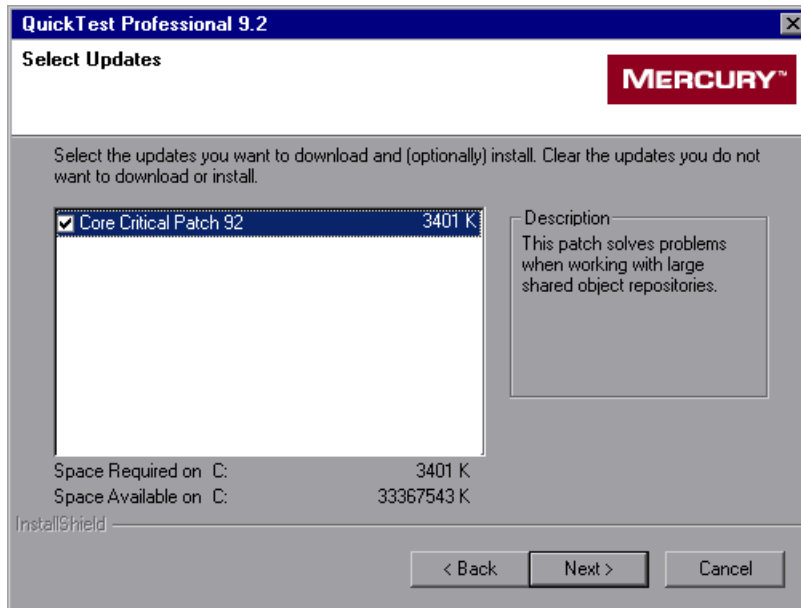 QuickTest Professional 9.2
Select Updates
MERCURY™
Select the updates you want to download and (optionally) install. Clear the updates you do not
want to download or install.
Core Critical Patch 92 3401 K
Description
This patch solves problems
when working with large
shared object repositories.
Space Required on C: 3401 K
Space Available on C: 33367543 K
InstallShield
< Back Next > Cancel